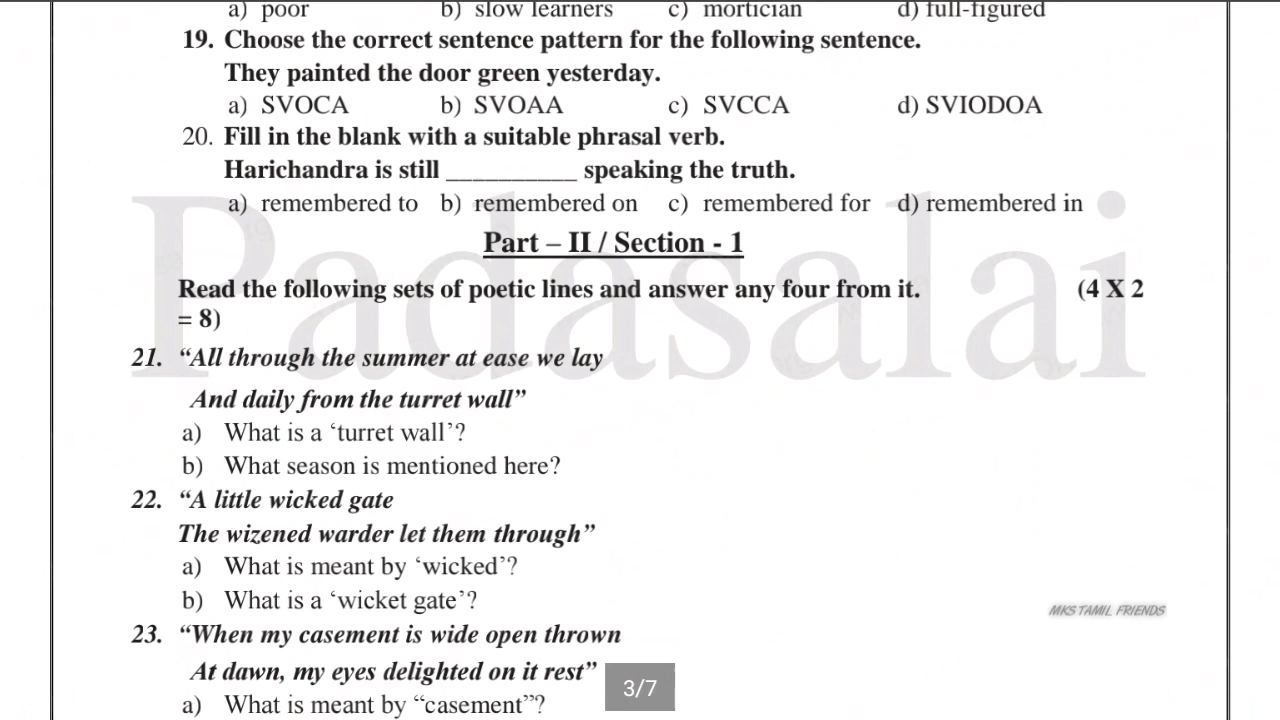 a) poor b) slow learners c) mortician d) full-figured
19. Choose the correct sentence pattern for the following sentence.
They painted the door green yesterday.
a) SVOCA b) SVOAA c) SVCCA d) SVIODOA
20. Fill in the blank with a suitable phrasal verb.
Harichandra is still __________ speaking the truth.
a) remembered to b) remembered on c) remembered for d) remembered in
Padasalai
Part – II / Section - 1
Read the following sets of poetic lines and answer any four from it. (4 X 2
= 8)
21. “All through the summer at ease we lay
And daily from the turret wall”
a) What is a ‘turret wall’?
b) What season is mentioned here?
22. “A little wicked gate
The wizened warder let them through”
a) What is meant by ‘wicked’?
b) What is a ‘wicket gate’?
MKS TAMIL FRIENDS
23. “When my casement is wide open thrown
At dawn, my eyes delighted on it rest”
3/7
a) What is meant by “casement”?